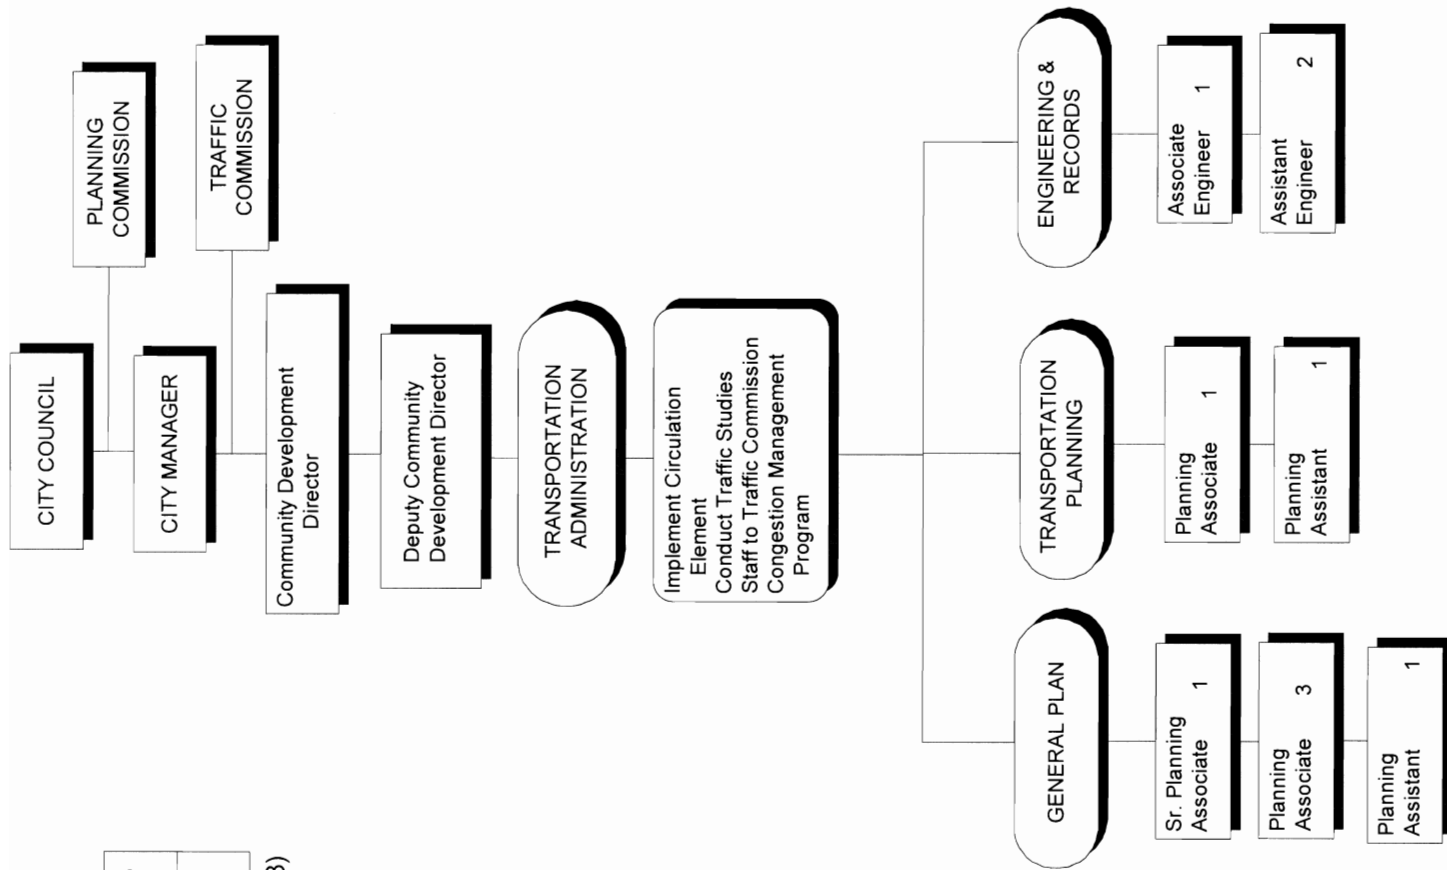 CITY COUNCIL
PLANNING
COMMISSION
CITY MANAGER
TRAFFIC
COMMISSION
Community Development
Director
Deputy Community
Development Director
TRANSPORTATION
ADMINISTRATION
Implement Circulation
Element
Conduct Traffic Studies
Staff to Traffic Commission
Congestion Management
Program
GENERAL PLAN
Sr. Planning
Associate 1
Planning
Associate 3
Planning
Assistant 1
TRANSPORTATION
PLANNING
Planning
Associate 1
Planning
Assistant 1
ENGINEERING &
RECORDS
Associate
Engineer 1
Assistant
Engineer 2